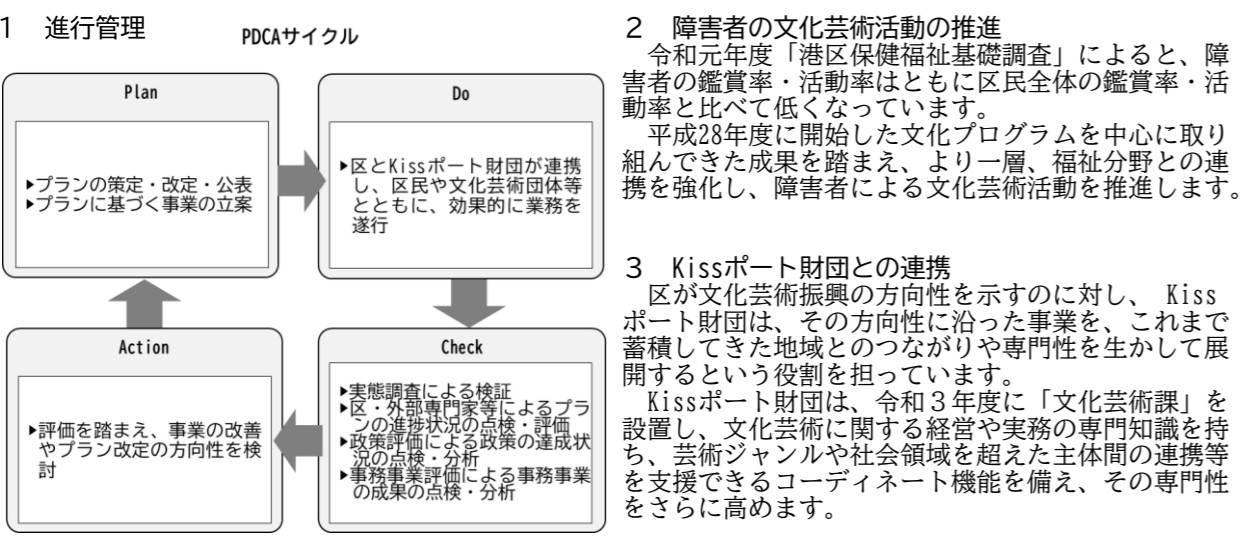 1　進行管理
PDCAサイクル
Plan
▶プランの策定・改定・公表
▶プランに基づく事業の立案
Do
▶区とKissポート財団が連携
し、区民や文化芸術団体等
とともに、効果的に業務を
遂行
Check
▶実態調査による検証
▶区・外部専門家等によるプラ
ンの進捗状況の点検・評価
▶政策評価による政策の達成状
況の点検・分析
▶事務事業評価による事務事業
の成果の点検・分析
Action
▶評価を踏まえ、事業の改善
やプラン改定の方向性を検
討
2　障害者の文化芸術活動の推進
　令和元年度「港区保健福祉基礎調査」によると、障
害者の鑑賞率・活動率はともに区民全体の鑑賞率・活
動率と比べて低くなっています。
　平成28年度に開始した文化プログラムを中心に取り
組んできた成果を踏まえ、より一層、福祉分野との連
携を強化し、障害者による文化芸術活動を推進します。
3　Kissポート財団との連携
　区が文化芸術振興の方向性を示すのに対し、 Kiss
ポート財団は、その方向性に沿った事業を、これまで
蓄積してきた地域とのつながりや専門性を生かして展
開するという役割を担っています。
　Kissポート財団は、令和３年度に「文化芸術課」を
設置し、文化芸術に関する経営や実務の専門知識を持
ち、芸術ジャンルや社会領域を超えた主体間の連携等
を支援できるコーディネート機能を備え、その専門性
をさらに高めます。